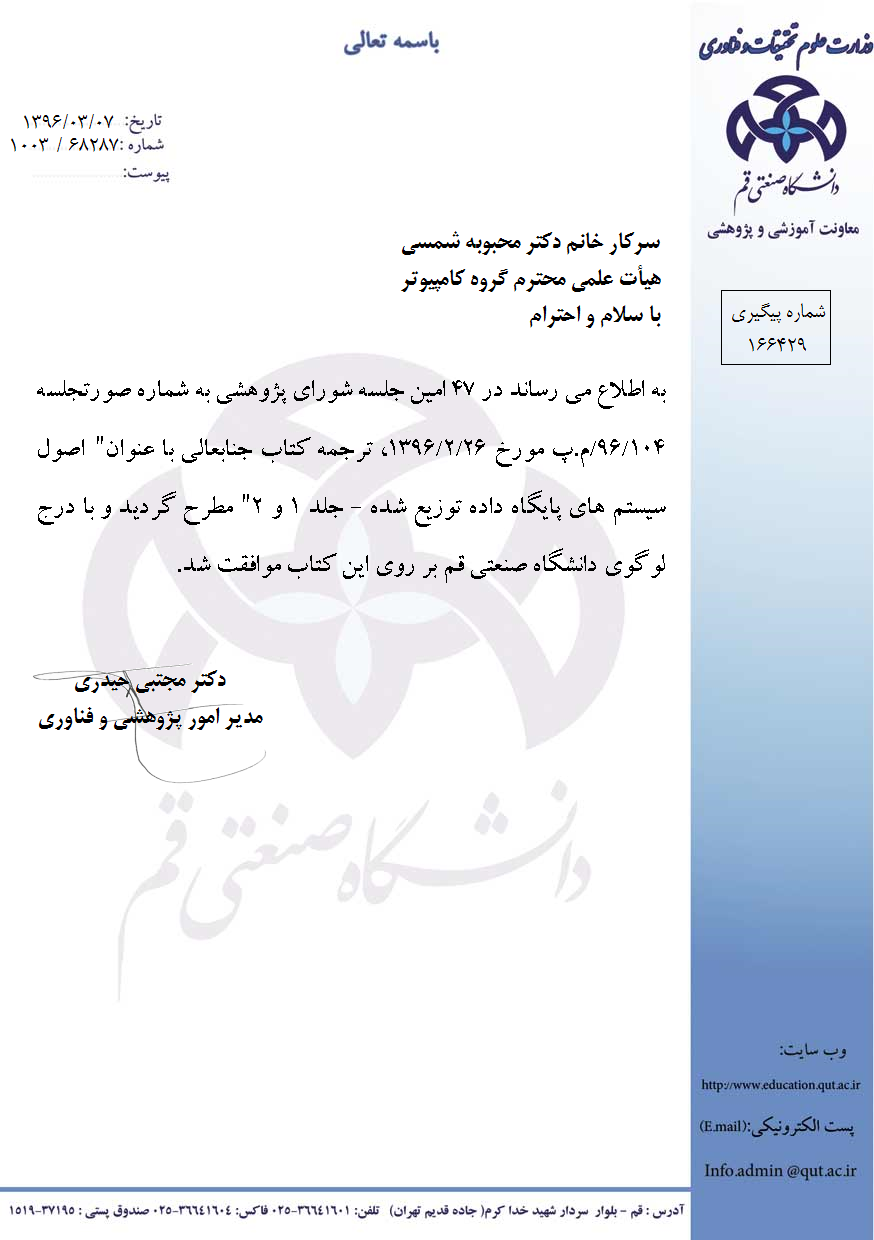 باسمه تعالی
وزارت علوم تحقیقات و فناوری
دانشگاه صنعتی قم
معاونت آموزشی و پژوهشی
تاریخ: ۱۳۹۶/۰۳/۰۷
شماره: ۶۸۲۸۷ / ۱۰۰۳
پیوست:
شماره پیگیری
۱۶۶۴۲۹
سرکار خانم دکتر محبوبه شمسی
هیأت علمی محترم گروه کامپیوتر
با سلام و احترام
به اطلاع می رساند در ۴۷ امین جلسه شورای پژوهشی به شماره صورتجلسه
۹۶/۱۰۴/م.پ مورخ ۱۳۹۶/۲/۲۶، ترجمه کتاب جنابعالی با عنوان" اصول
سیستم های پایگاه داده توزیع شده - جلد ۱ و ۲" مطرح گردید و با درج
لوگوی دانشگاه صنعتی قم بر روی این کتاب موافقت شد.
دکتر مجتبی حیدری
مدیر امور پژوهشی و فناوری
دانشگاه صنعتی قم
وب سایت:
http://www.education.qut.ac.ir
پست الکترونیکی:(E.mail)
Info.admin @qut.ac.ir
آدرس : قم - بلوار سردار شهید خدا کرم( جاده قدیم تهران) تلفن: ۳۶۶۴۱۶۰۱-۰۲۵ فاکس: ۳۶۶۴۱۶۰۴-۰۲۵ صندوق پستی : ۳۷۱۹۵-۱۵۱۹